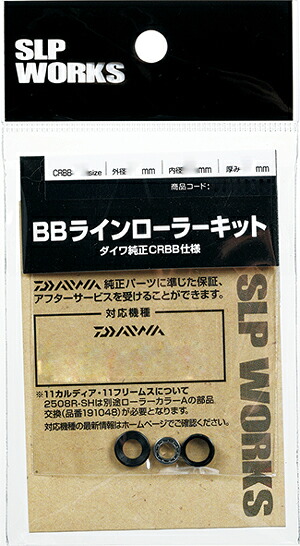 SLP
WORKS
CRBB- size 外径 mm 内径 mm 厚み mm
商品コード:
BBラインローラーキット
ダイワ純正CRBB仕様
DAIWA 純正パーツに準じた保証、
アフターサービスを受けることができます。
対応機種
DAIWA
※11カルディア・11フリームスについて
2508R-SHは別途ローラーカラーAの部品
交換(品番191048)が必要となります。
対応機種の最新情報はホームページでご確認ください。
SLP WORKS